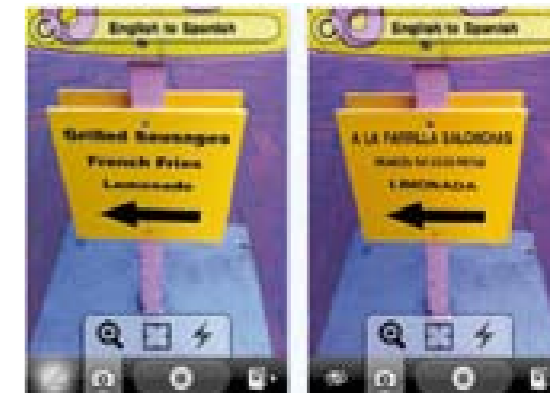 English to Spanish
Grilled Sausages
French Fries
Lemonade
English to Spanish
A LA PARRILLA SALCHICHAS
LIMONADA